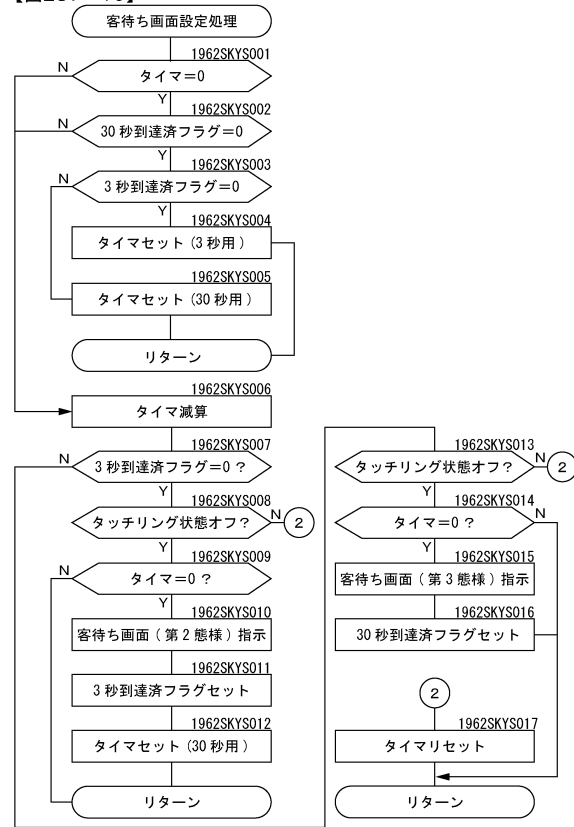 客待ち画面設定処理
1962SKYS001
N
タイマ＝0
Y
1962SKYS002
N
30秒到達済フラグ＝0
Y
1962SKYS003
N
3秒到達済フラグ＝0
Y
1962SKYS004
タイマセット（3秒用）
1962SKYS005
タイマセット（30秒用）
リターン
1962SKYS006
タイマ減算
1962SKYS007
N
3秒到達済フラグ＝0？
Y
1962SKYS008
タッチリング状態オフ？
N
2
Y
1962SKYS009
N
タイマ＝0？
Y
1962SKYS010
客待ち画面（第2態様）指示
1962SKYS011
3秒到達済フラグセット
1962SKYS012
タイマセット（30秒用）
リターン
1962SKYS013
タッチリング状態オフ？
N
2
Y
1962SKYS014
タイマ＝0？
N
Y
1962SKYS015
客待ち画面（第3態様）指示
1962SKYS016
30秒到達済フラグセット
2
1962SKYS017
タイマリセット
リターン